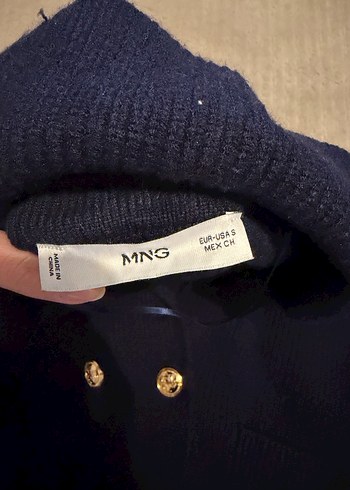 MADE IN
CHINA
MNG
EUR-USA S
MEX CH